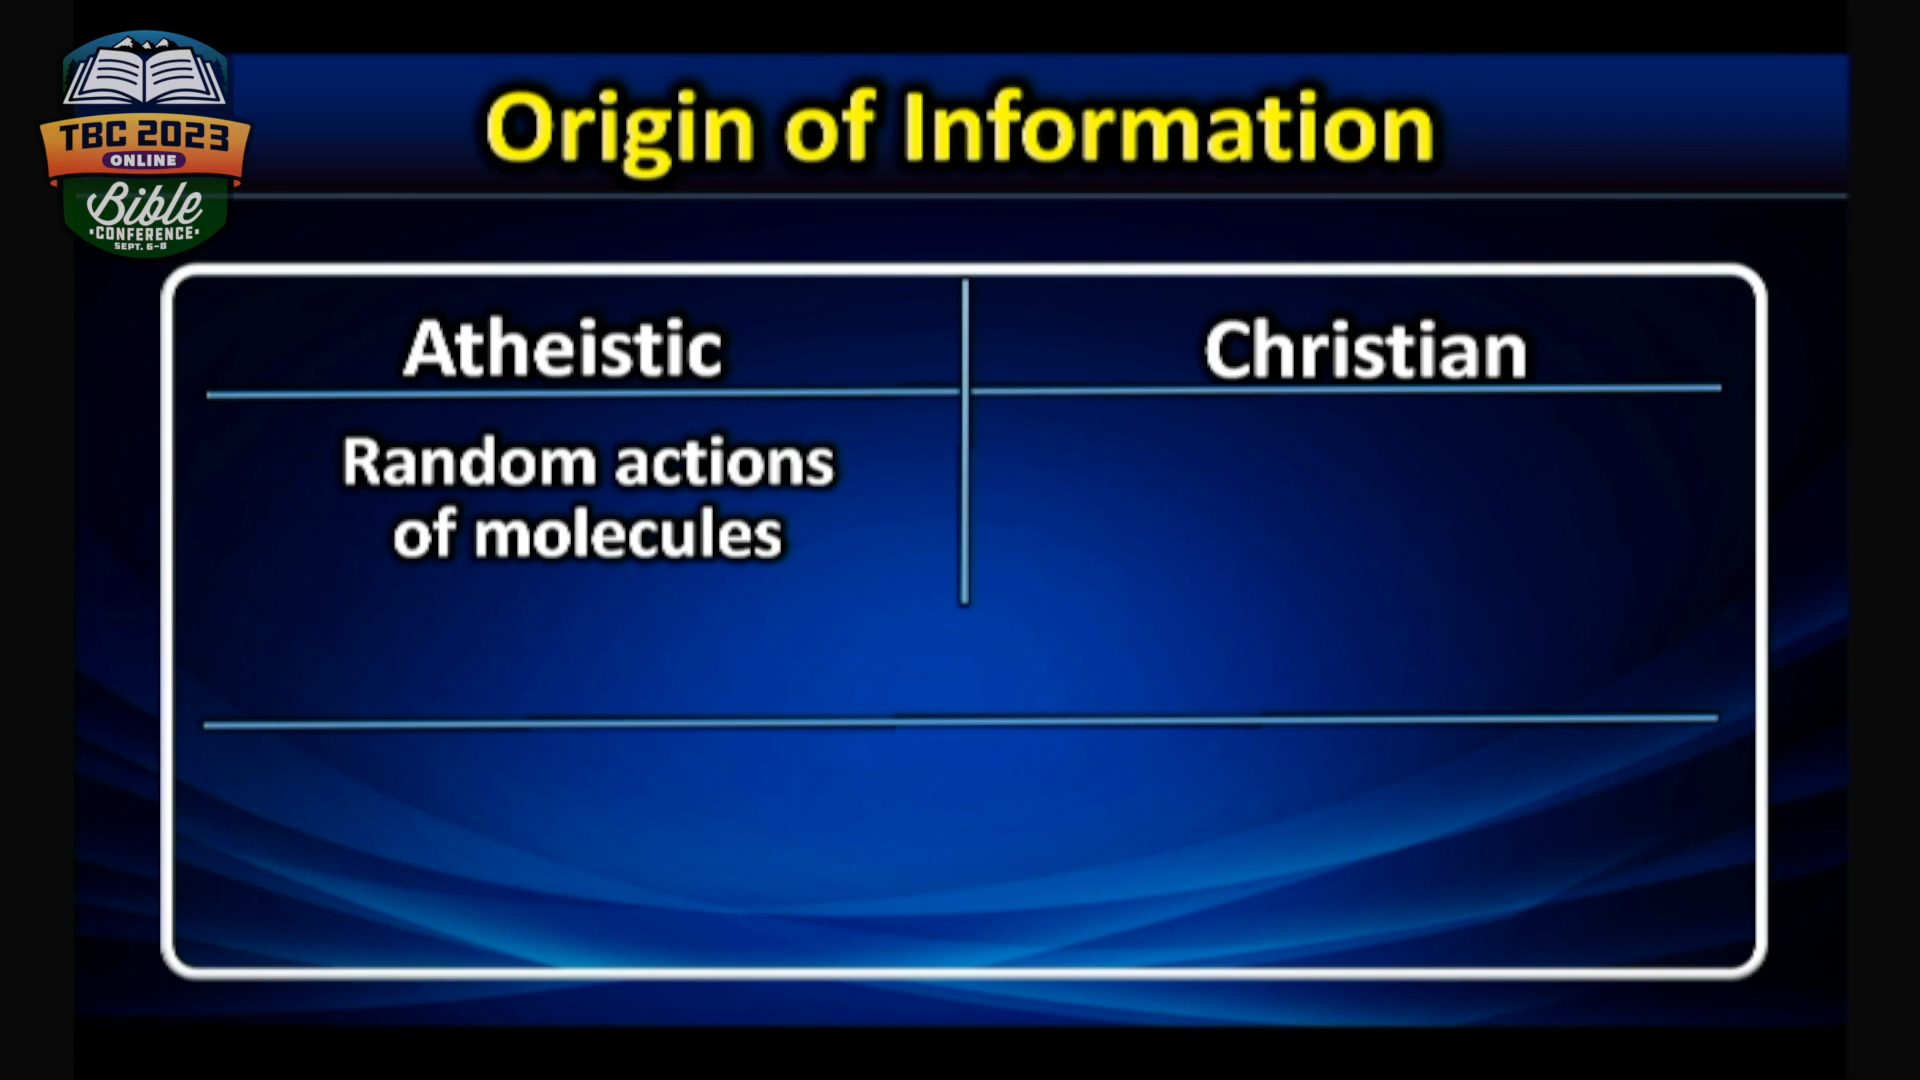 TBC 2023
ONLINE
Bible
•CONFERENCE•
SEPT. 6-8
Origin of Information
Atheistic
Christian
Random actions
of molecules